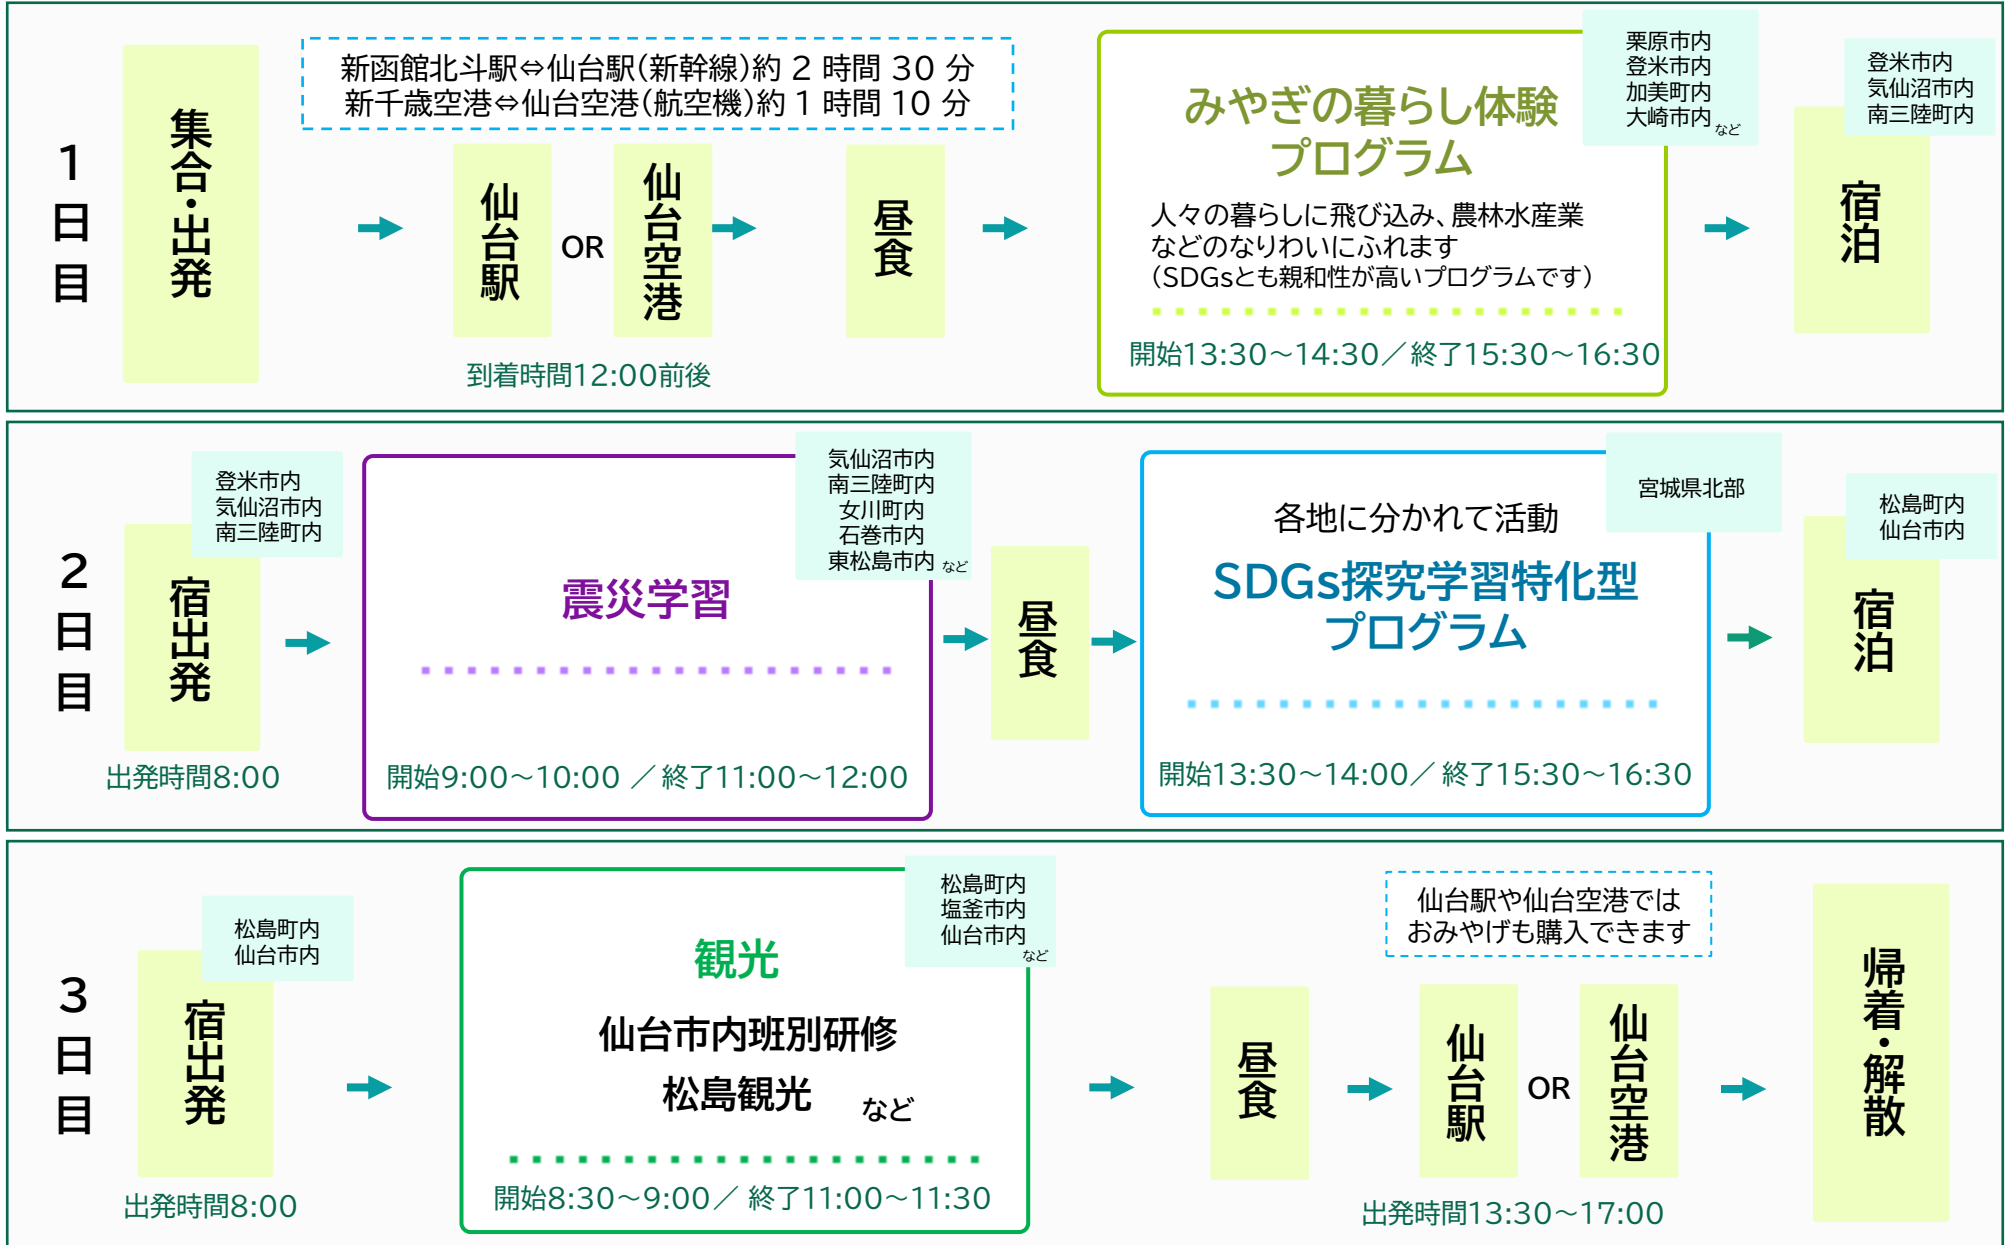 1日目
集合・出発
新函館北斗駅⇔仙台駅(新幹線)約 2 時間 30 分
新千歳空港⇔仙台空港(航空機)約 1 時間 10 分
仙台駅
OR
仙台空港
到着時間12:00前後
昼食
みやぎの暮らし体験
プログラム
栗原市内
登米市内
加美町内
大崎市内 など
人々の暮らしに飛び込み、農林水産業
などのなりわいにふれます
(SDGsとも親和性が高いプログラムです)
開始13:30～14:30／終了15:30～16:30
登米市内
気仙沼市内
南三陸町内
宿泊
2日目
登米市内
気仙沼市内
南三陸町内
宿出発
出発時間8:00
気仙沼市内
南三陸町内
女川町内
石巻市内
東松島市内 など
震災学習
開始9:00～10:00 ／終了11:00～12:00
昼食
宮城県北部
各地に分かれて活動
SDGs探究学習特化型
プログラム
開始13:30～14:00／終了15:30～16:30
松島町内
仙台市内
宿泊
3日目
松島町内
仙台市内
宿出発
出発時間8:00
松島町内
塩釜市内
仙台市内
など
観光
仙台市内班別研修
松島観光 など
開始8:30～9:00／ 終了11:00～11:30
昼食
仙台駅や仙台空港では
おみやげも購入できます
仙台駅
OR
仙台空港
出発時間13:30～17:00
帰着・解散